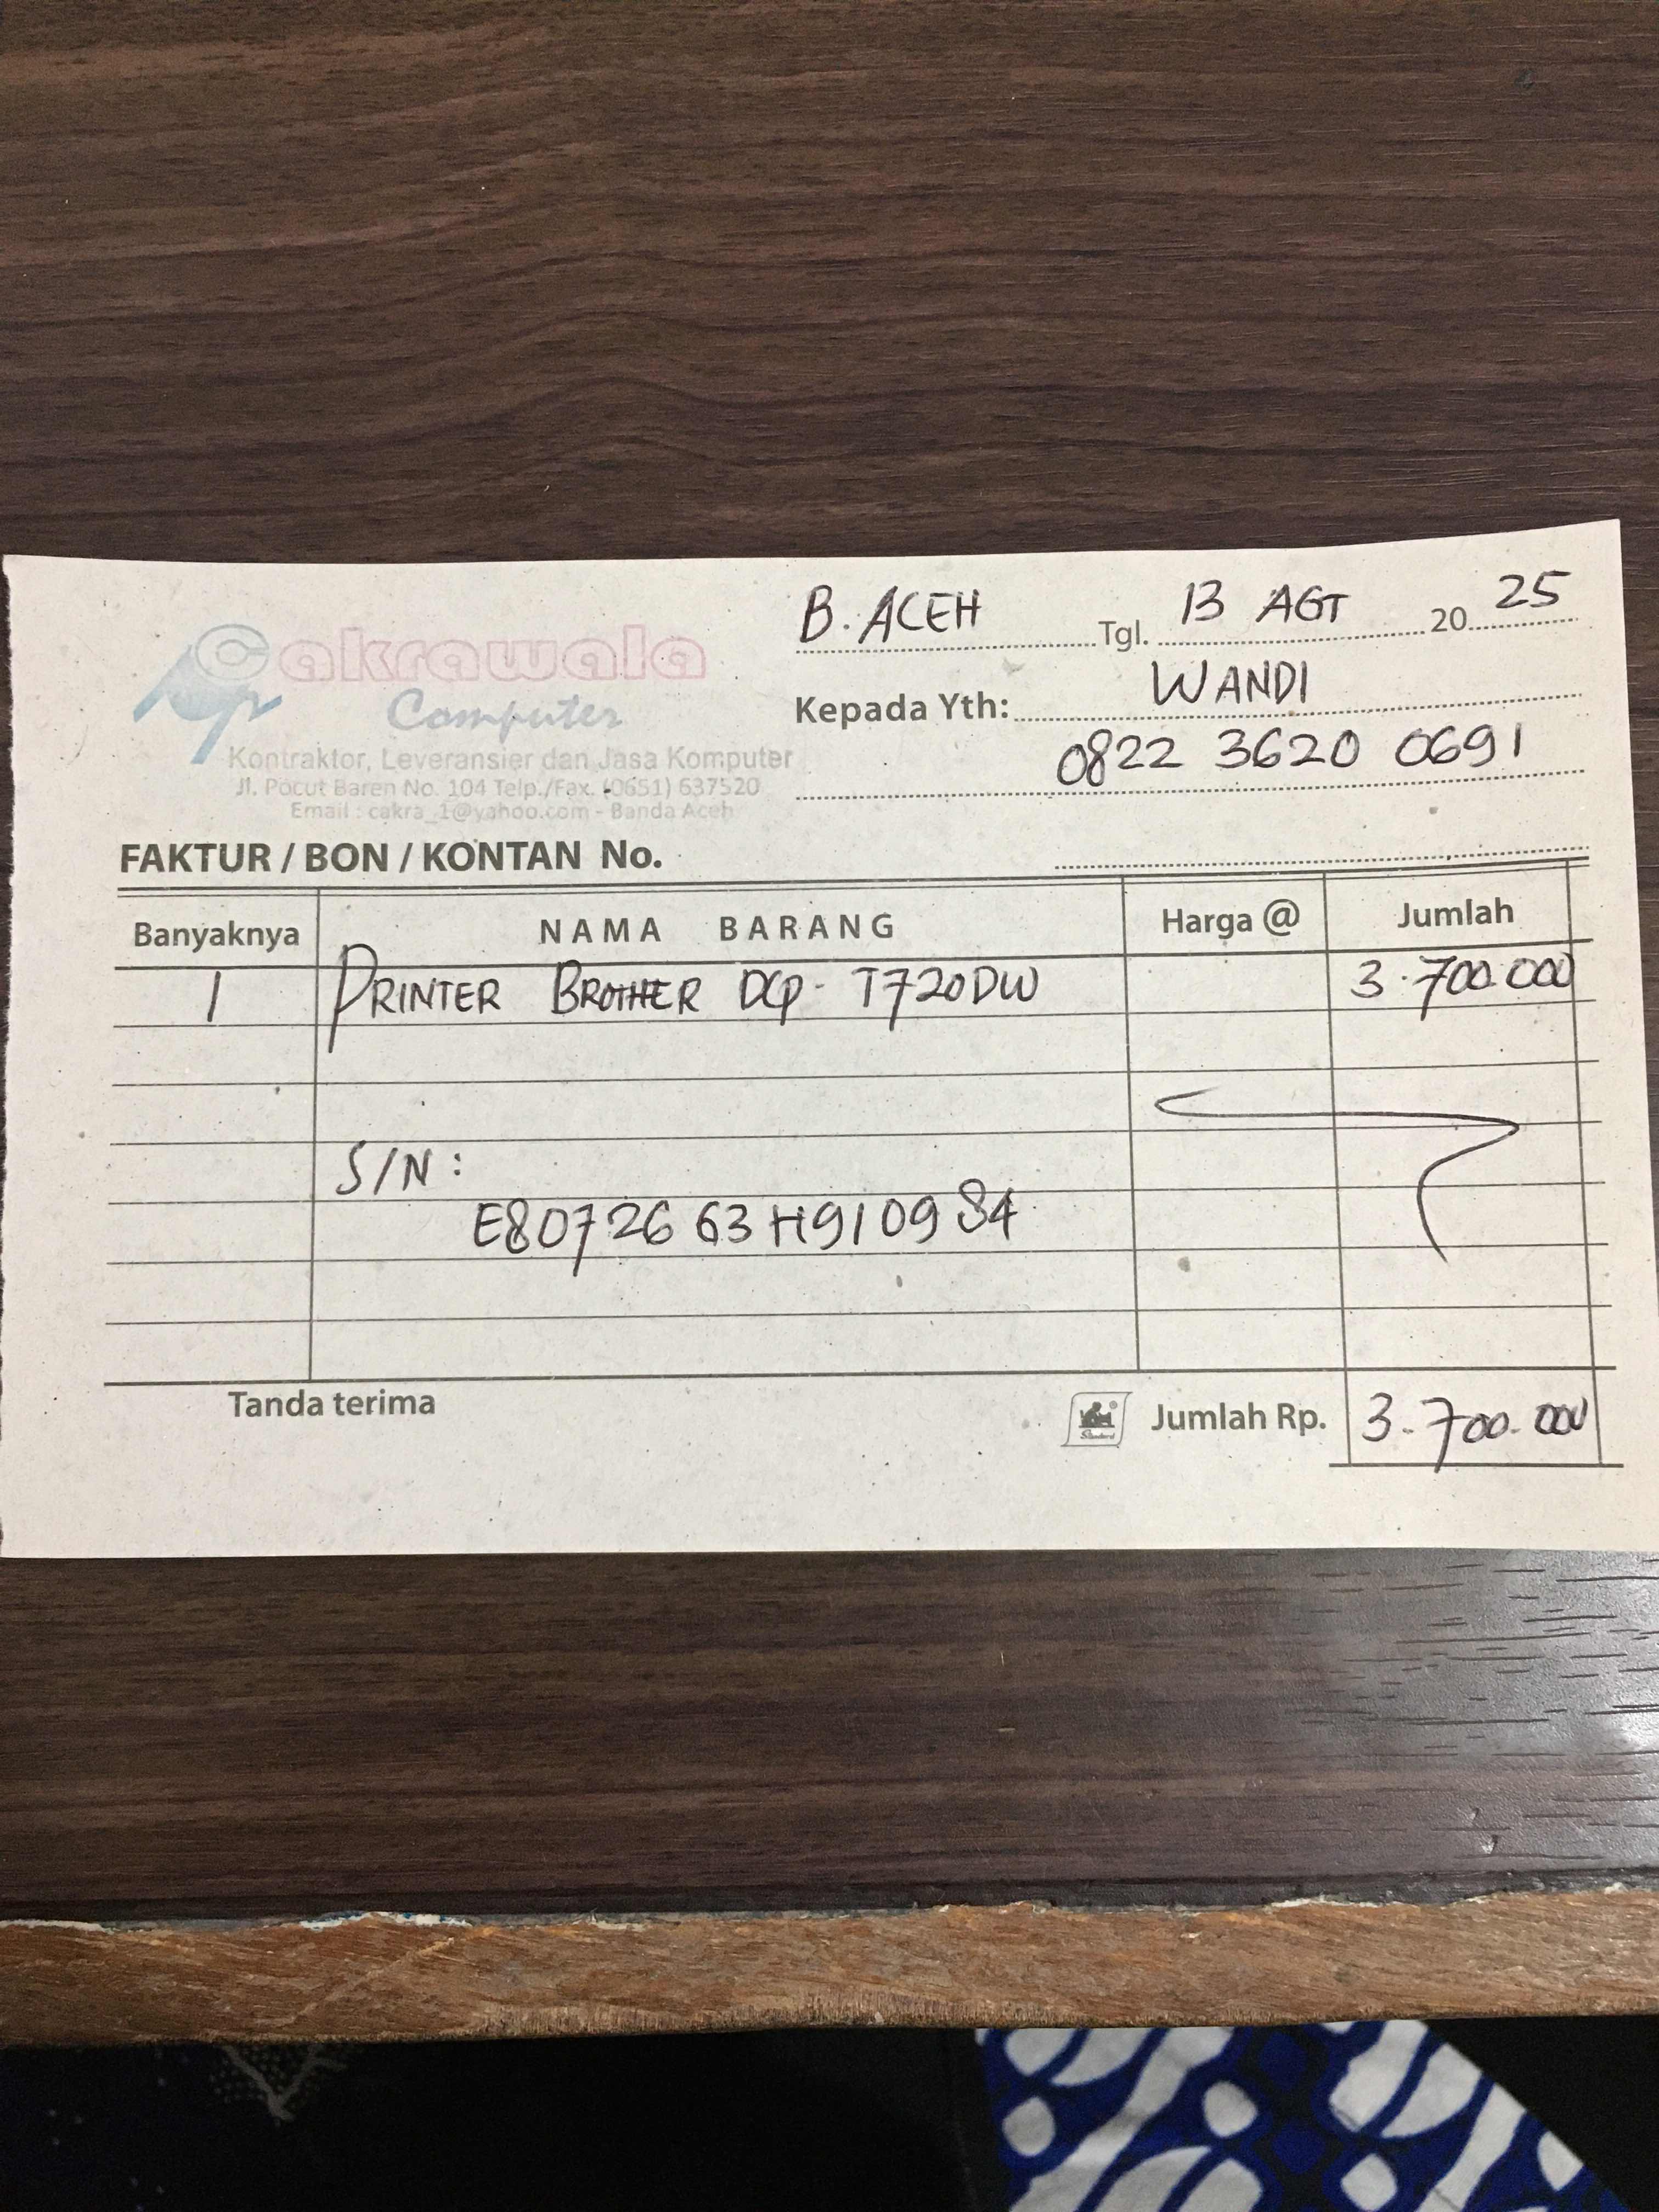 Cakrawala
Computer
Kontraktor, Leveransier dan Jasa Komputer
Jl. Pocut Baren No. 104 Telp./Fax. (0651) 637520
Email : cakra_1@yahoo.com - Banda Aceh
B. ACEH Tgl. 13 AGT 20 25
Kepada Yth: WANDI
0822 3620 0691
FAKTUR / BON / KONTAN No.
Banyaknya NAMA BARANG Harga @ Jumlah
1 PRINTER BROTHER DCP- T720DW 3.700.000
S/N :
E80726 63 H910984
Tanda terima Standard Jumlah Rp. 3.700.000